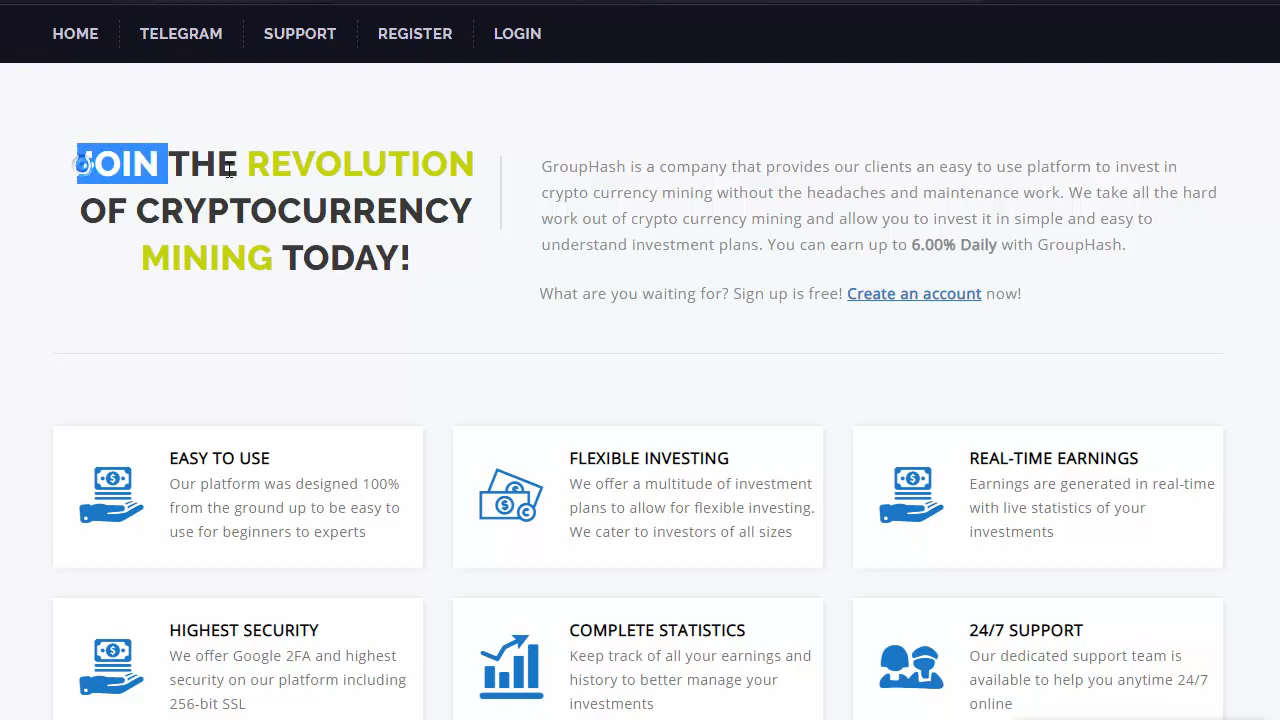 HOME TELEGRAM SUPPORT REGISTER LOGIN
JOIN THE REVOLUTION
OF CRYPTOCURRENCY
MINING TODAY!
GroupHash is a company that provides our clients an easy to use platform to invest in
crypto currency mining without the headaches and maintenance work. We take all the hard
work out of crypto currency mining and allow you to invest it in simple and easy to
understand investment plans. You can earn up to 6.00% Daily with GroupHash.
What are you waiting for? Sign up is free! Create an account now!
EASY TO USE
Our platform was designed 100%
from the ground up to be easy to
use for beginners to experts
FLEXIBLE INVESTING
We offer a multitude of investment
plans to allow for flexible investing.
We cater to investors of all sizes
REAL-TIME EARNINGS
Earnings are generated in real-time
with live statistics of your
investments
HIGHEST SECURITY
We offer Google 2FA and highest
security on our platform including
256-bit SSL
COMPLETE STATISTICS
Keep track of all your earnings and
history to better manage your
investments
24/7 SUPPORT
Our dedicated support team is
available to help you anytime 24/7
online